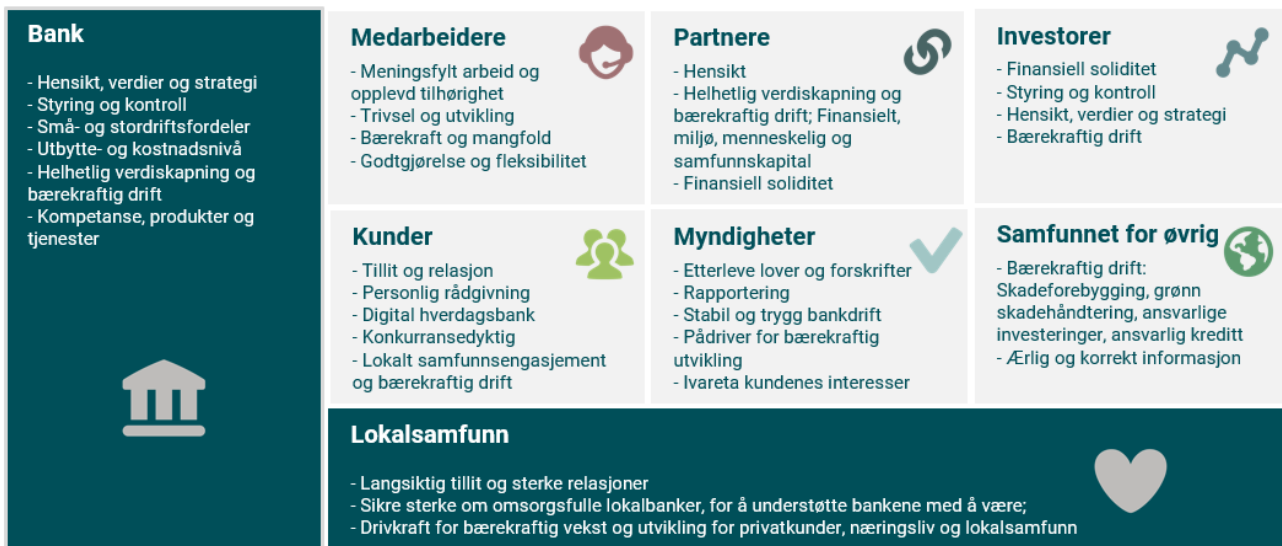 Bank
- Hensikt, verdier og strategi
- Styring og kontroll
- Små- og stordriftsfordeler
- Utbytte- og kostnadsnivå
- Helhetlig verdiskapning og
bærekraftig drift
- Kompetanse, produkter og
tjenester
Medarbeidere
- Meningsfylt arbeid og
opplevd tilhørighet
- Trivsel og utvikling
- Bærekraft og mangfold
- Godtgjørelse og fleksibilitet
Partnere
- Hensikt
- Helhetlig verdiskapning og
bærekraftig drift; Finansielt,
miljø, menneskelig og
samfunnskapital
- Finansiell soliditet
Investorer
- Finansiell soliditet
- Styring og kontroll
- Hensikt, verdier og strategi
- Bærekraftig drift
Kunder
- Tillit og relasjon
- Personlig rådgivning
- Digital hverdagsbank
- Konkurransedyktig
- Lokalt samfunnsengasjement
og bærekraftig drift
Myndigheter
- Etterleve lover og forskrifter
- Rapportering
- Stabil og trygg bankdrift
- Pådriver for bærekraftig
utvikling
- Ivareta kundenes interesser
Samfunnet for øvrig
- Bærekraftig drift:
Skadeforebygging, grønn
skadehåndtering, ansvarlige
investeringer, ansvarlig kreditt
- Ærlig og korrekt informasjon
Lokalsamfunn
- Langsiktig tillit og sterke relasjoner
- Sikre sterke om omsorgsfulle lokalbanker, for å understøtte bankene med å være;
- Drivkraft for bærekraftig vekst og utvikling for privatkunder, næringsliv og lokalsamfunn